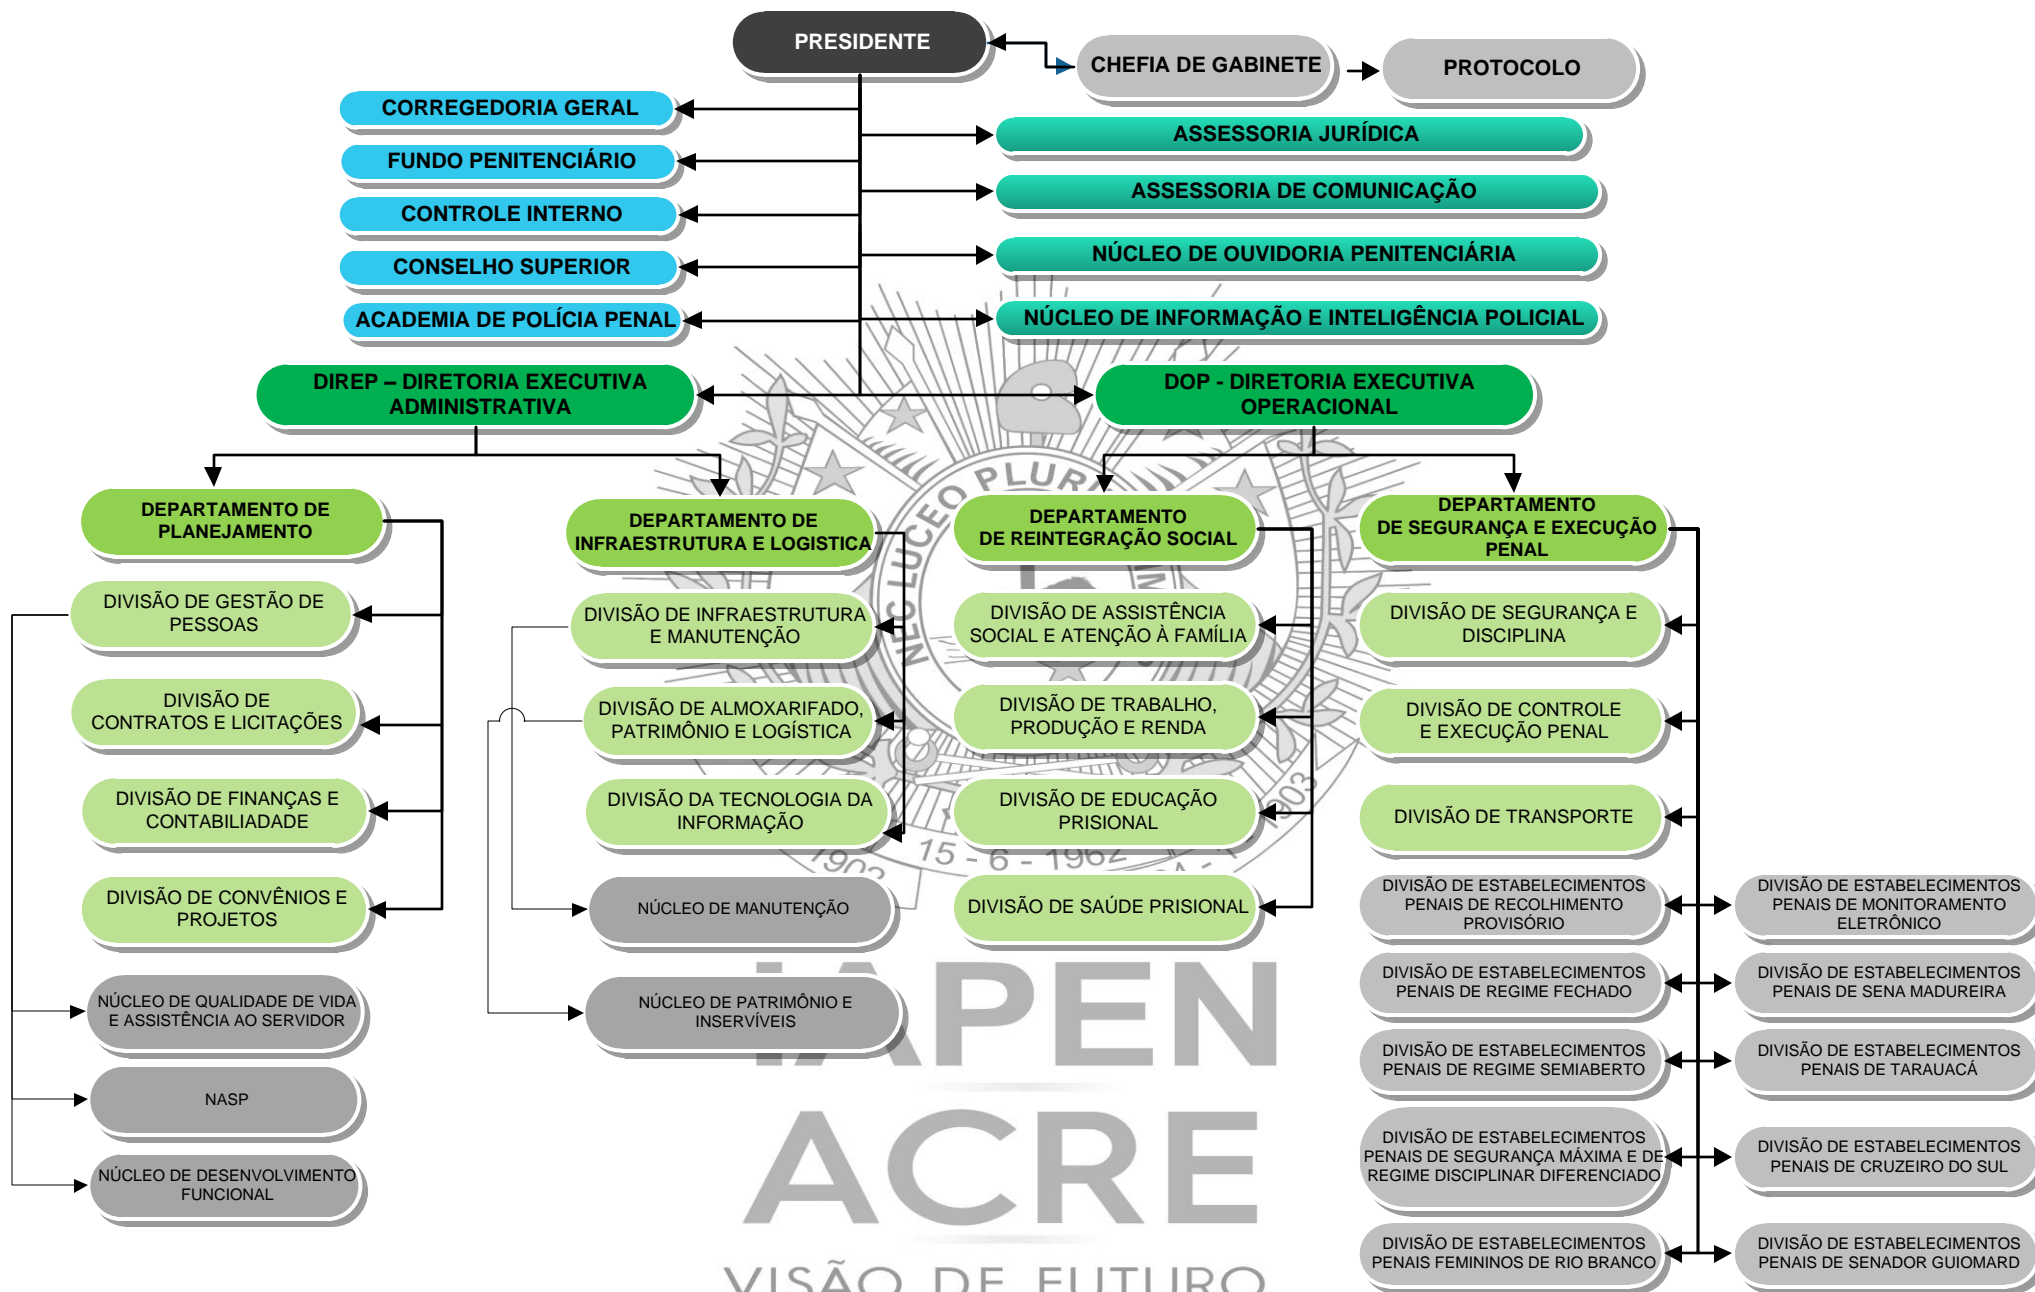 PRESIDENTE
CHEFIA DE GABINETE
PROTOCOLO
CORREGEDORIA GERAL
FUNDO PENITENCIÁRIO
CONTROLE INTERNO
CONSELHO SUPERIOR
ACADEMIA DE POLÍCIA PENAL
ASSESSORIA JURÍDICA
ASSESSORIA DE COMUNICAÇÃO
NÚCLEO DE OUVIDORIA PENITENCIÁRIA
NÚCLEO DE INFORMAÇÃO E INTELIGÊNCIA POLICIAL
DIREP – DIRETORIA EXECUTIVA
ADMINISTRATIVA
DOP - DIRETORIA EXECUTIVA
OPERACIONAL
DEPARTAMENTO DE
PLANEJAMENTO
DIVISÃO DE GESTÃO DE
PESSOAS
DIVISÃO DE
CONTRATOS E LICITAÇÕES
DIVISÃO DE FINANÇAS E
CONTABILIADADE
DIVISÃO DE CONVÊNIOS E
PROJETOS
NÚCLEO DE QUALIDADE DE VIDA
E ASSISTÊNCIA AO SERVIDOR
NASP
NÚCLEO DE DESENVOLVIMENTO
FUNCIONAL
DEPARTAMENTO DE
INFRAESTRUTURA E LOGISTICA
DIVISÃO DE INFRAESTRUTURA
E MANUTENÇÃO
DIVISÃO DE ALMOXARIFADO,
PATRIMÔNIO E LOGÍSTICA
DIVISÃO DA TECNOLOGIA DA
INFORMAÇÃO
NÚCLEO DE MANUTENÇÃO
NÚCLEO DE PATRIMÔNIO E
INSERVÍVEIS
DEPARTAMENTO
DE REINTEGRAÇÃO SOCIAL
DIVISÃO DE ASSISTÊNCIA
SOCIAL E ATENÇÃO À FAMÍLIA
DIVISÃO DE TRABALHO,
PRODUÇÃO E RENDA
DIVISÃO DE EDUCAÇÃO
PRISIONAL
DIVISÃO DE SAÚDE PRISIONAL
DEPARTAMENTO
DE SEGURANÇA E EXECUÇÃO
PENAL
DIVISÃO DE SEGURANÇA E
DISCIPLINA
DIVISÃO DE CONTROLE
E EXECUÇÃO PENAL
DIVISÃO DE TRANSPORTE
DIVISÃO DE ESTABELECIMENTOS
PENAIS DE RECOLHIMENTO
PROVISÓRIO
DIVISÃO DE ESTABELECIMENTOS
PENAIS DE MONITORAMENTO
ELETRÔNICO
DIVISÃO DE ESTABELECIMENTOS
PENAIS DE REGIME FECHADO
DIVISÃO DE ESTABELECIMENTOS
PENAIS DE SENA MADUREIRA
DIVISÃO DE ESTABELECIMENTOS
PENAIS DE REGIME SEMIABERTO
DIVISÃO DE ESTABELECIMENTOS
PENAIS DE TARAUACÁ
DIVISÃO DE ESTABELECIMENTOS
PENAIS DE SEGURANÇA MÁXIMA E DE
REGIME DISCIPLINAR DIFERENCIADO
DIVISÃO DE ESTABELECIMENTOS
PENAIS DE CRUZEIRO DO SUL
DIVISÃO DE ESTABELECIMENTOS
PENAIS FEMININOS DE RIO BRANCO
DIVISÃO DE ESTABELECIMENTOS
PENAIS DE SENADOR GUIOMARD
NEC LUCEO
15 - 6 - 1962
1903
IAPEN
ACRE
VISÃO DE FUTURO